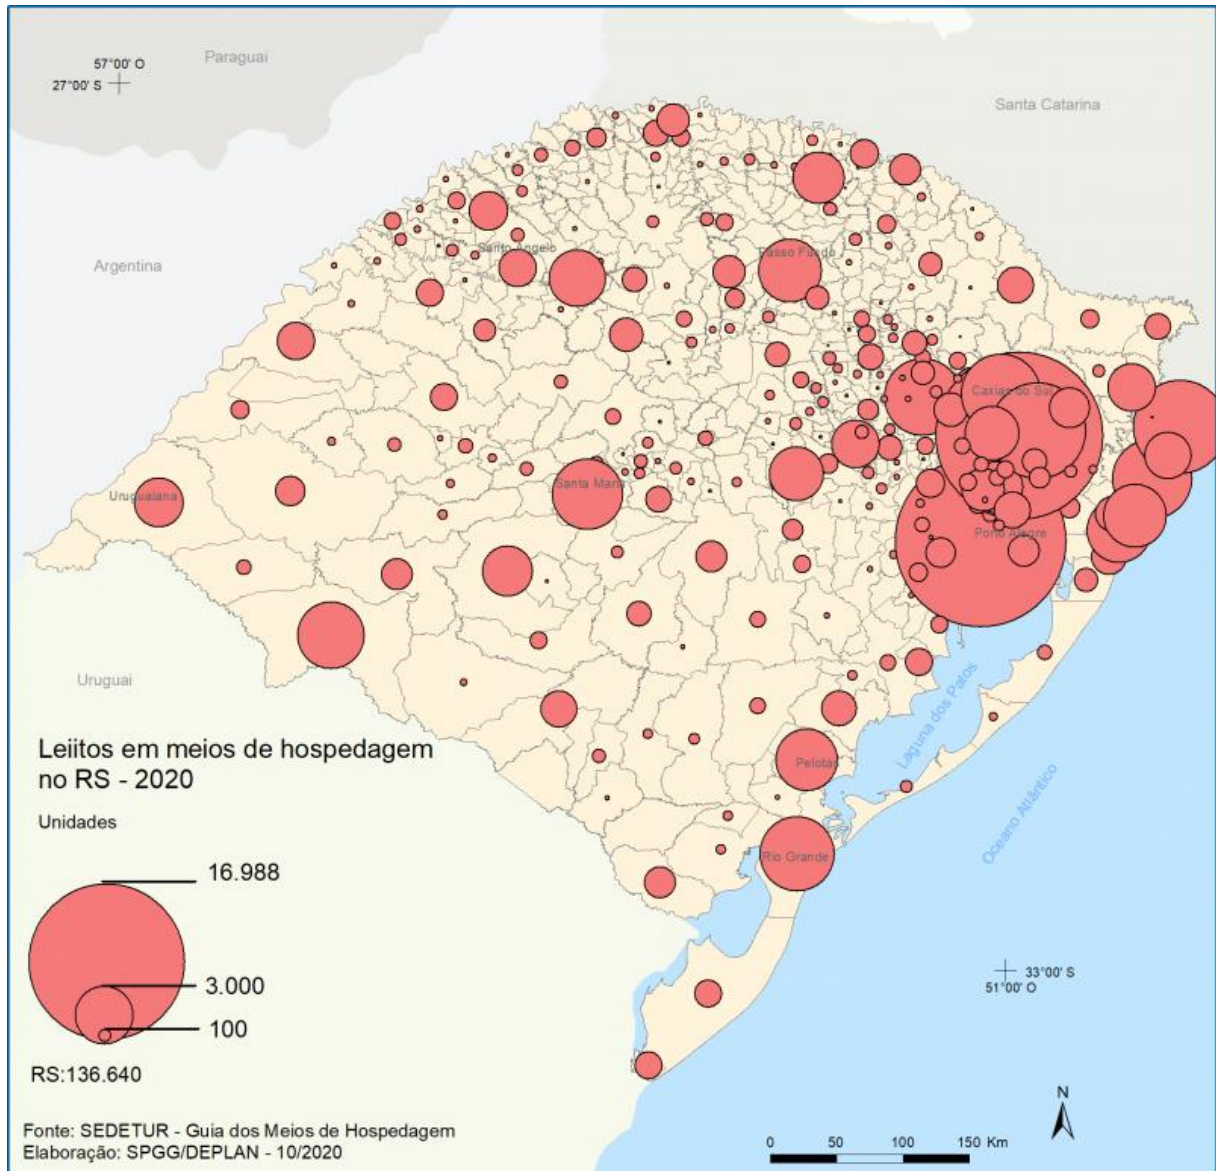 Paraguai
57°00' O
27°00' S
Santa Catarina
Argentina
Santo Angelo
Passo Fundo
Caxias do Sul
Uruguaiana
Santa Maria
Porto Alegre
Uruguai
Laguna dos Patos
Pelotas
Oceano Atlântico
Rio Grande
Leiitos em meios de hospedagem
no RS - 2020
Unidades
16.988
3.000
100
RS:136.640
33°00' S
51°00' O
N
0 50 100 150 Km
Fonte: SEDETUR - Guia dos Meios de Hospedagem
Elaboração: SPGG/DEPLAN - 10/2020